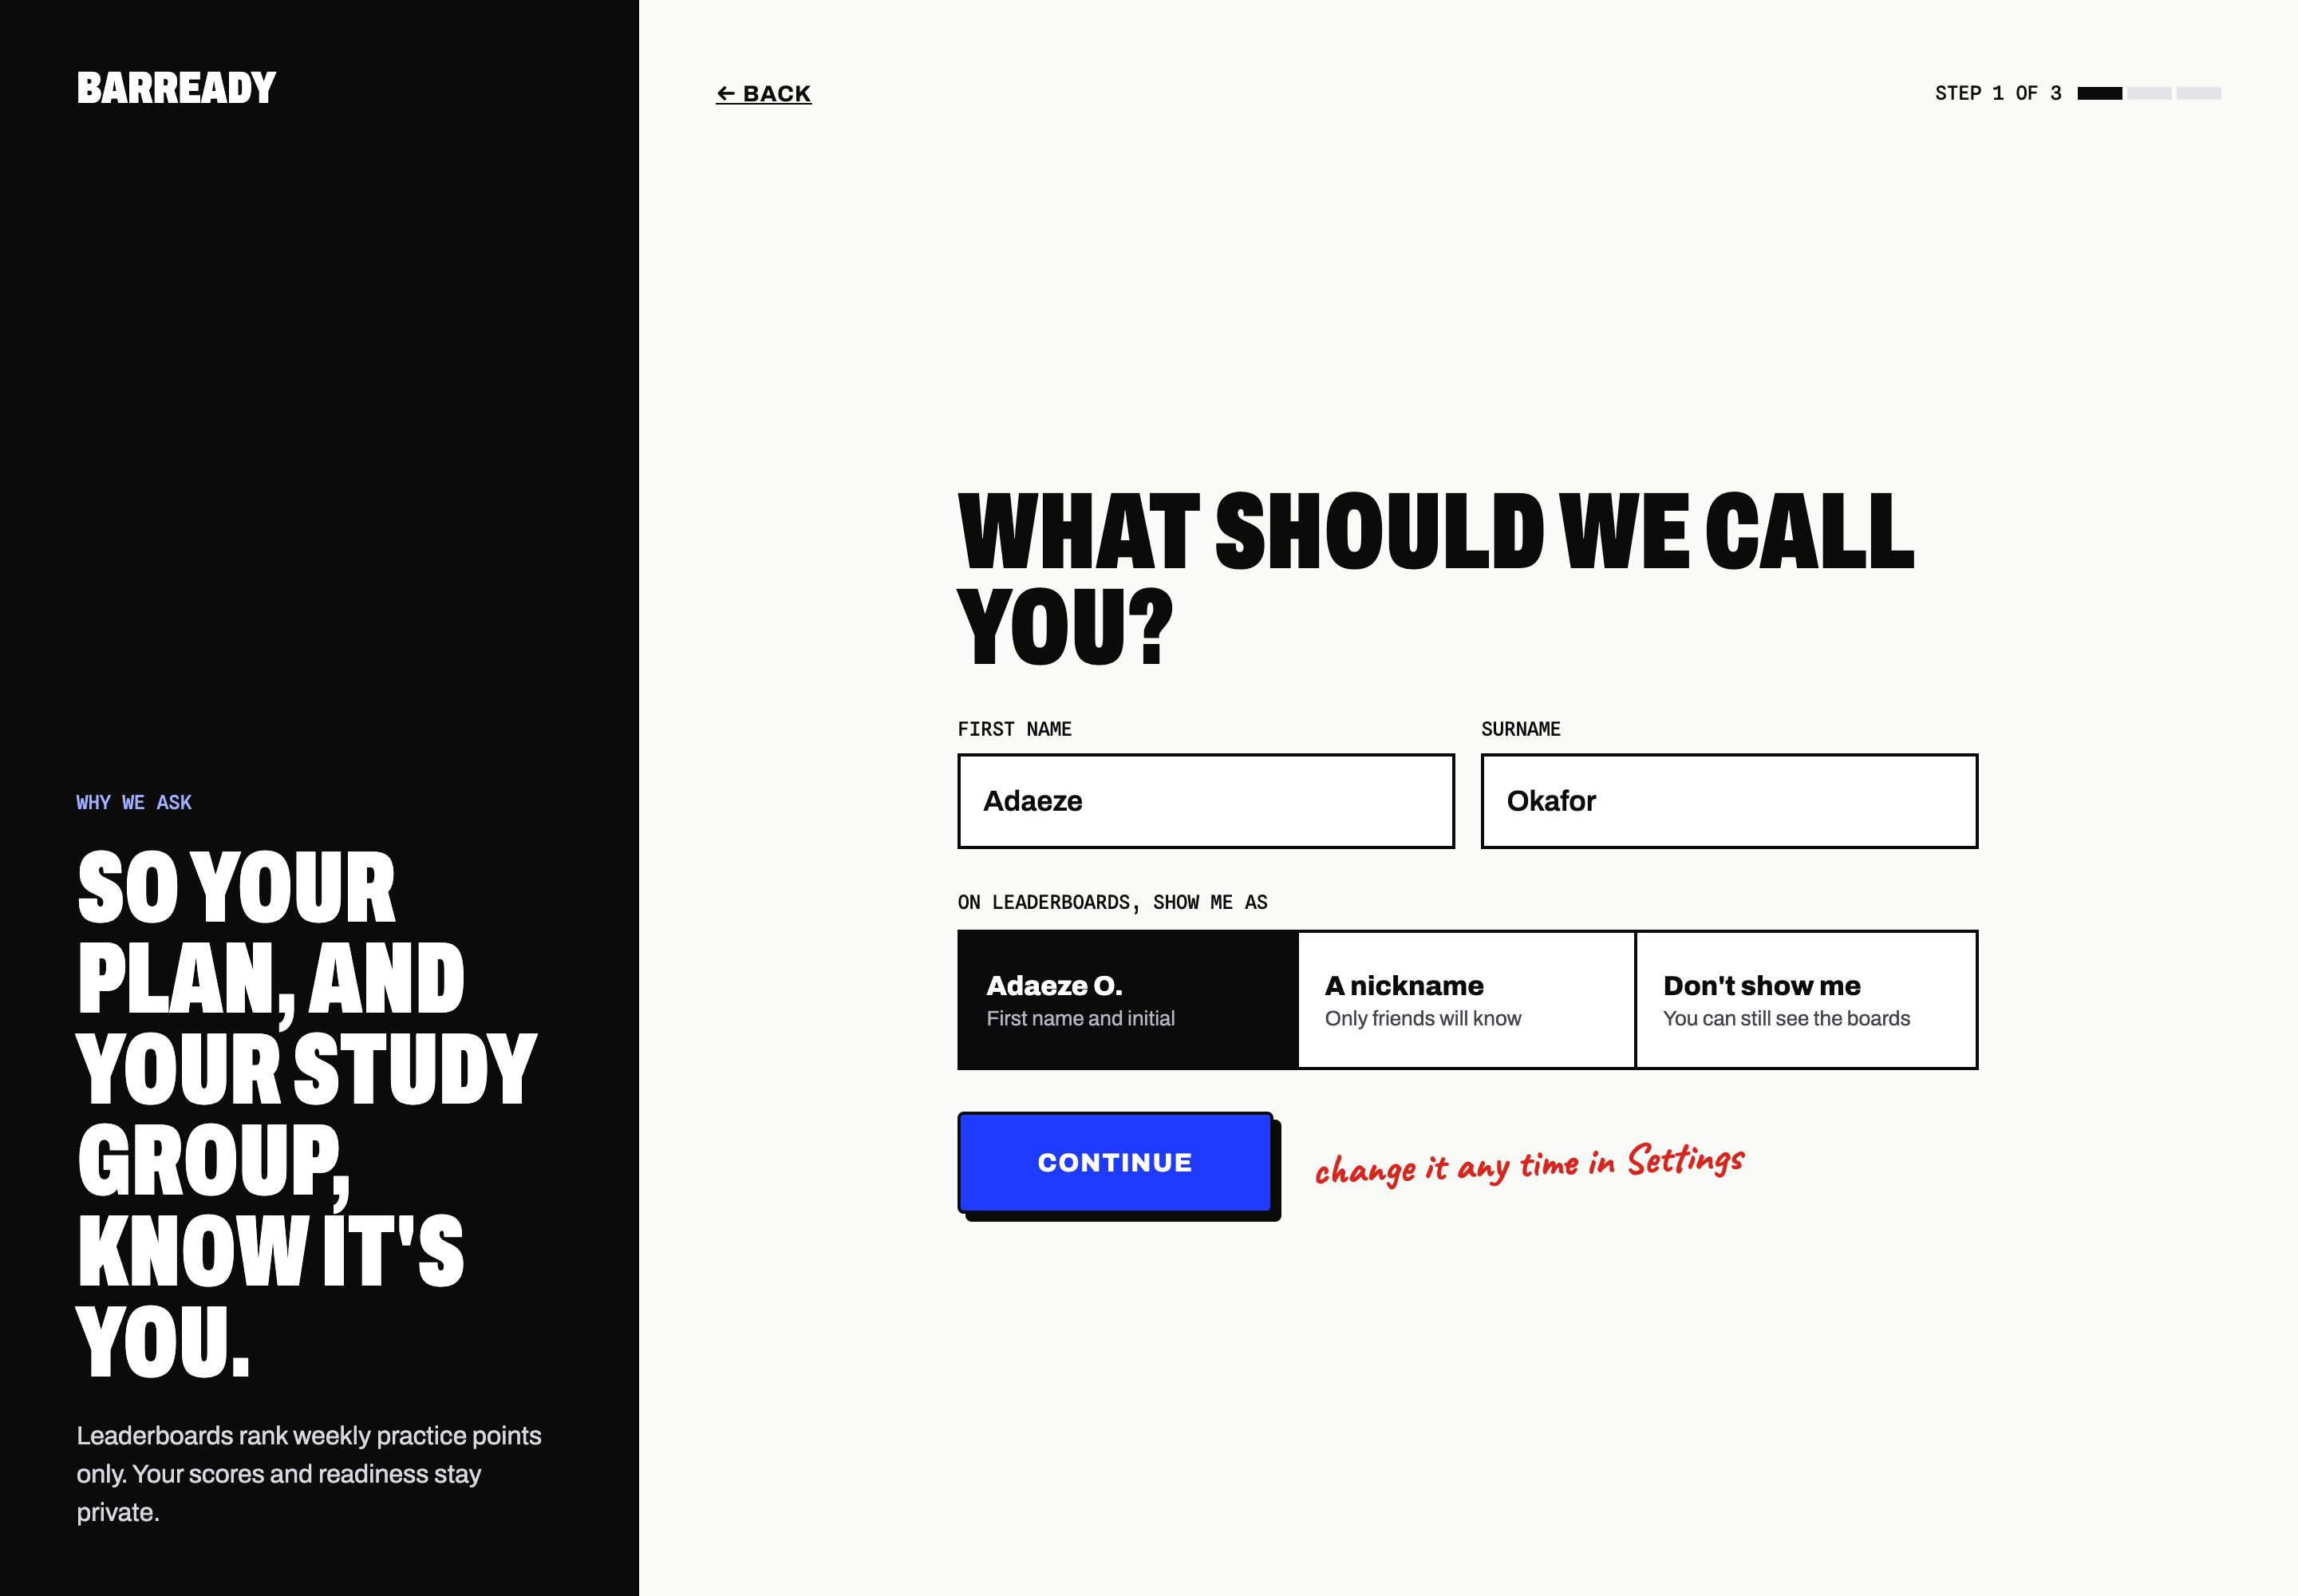 BARREADY
WHY WE ASK
SO YOUR
PLAN, AND
YOUR STUDY
GROUP,
KNOW IT'S
YOU.
Leaderboards rank weekly practice points
only. Your scores and readiness stay
private.
← BACK
STEP 1 OF 3
WHAT SHOULD WE CALL
YOU?
FIRST NAME
Adaeze
SURNAME
Okafor
ON LEADERBOARDS, SHOW ME AS
Adaeze O.
First name and initial
A nickname
Only friends will know
Don't show me
You can still see the boards
CONTINUE
change it any time in Settings